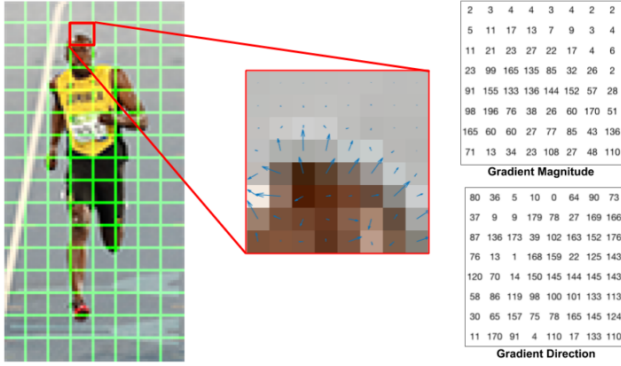 2 3 4 4 3 4 2 2
5 11 17 13 7 9 3 4
11 21 23 27 22 17 4 6
23 99 165 135 85 32 26 2
91 155 133 136 144 152 57 28
98 196 76 38 26 60 170 51
165 60 60 27 77 85 43 136
71 13 34 23 108 27 48 110
Gradient Magnitude
80 36 5 10 0 64 90 73
37 9 9 179 78 27 169 166
87 136 173 39 102 163 152 176
76 13 1 168 159 22 125 143
120 70 14 150 145 144 145 143
58 86 119 98 100 101 133 113
30 65 157 75 78 165 145 124
11 170 91 4 110 17 133 110
Gradient Direction